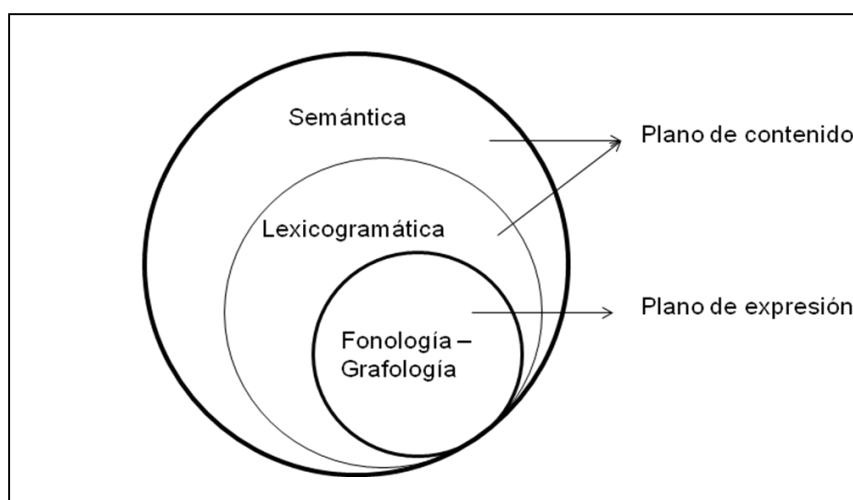 Semántica
Plano de contenido
Lexicogramática
Plano de expresión
Fonología –
Grafología